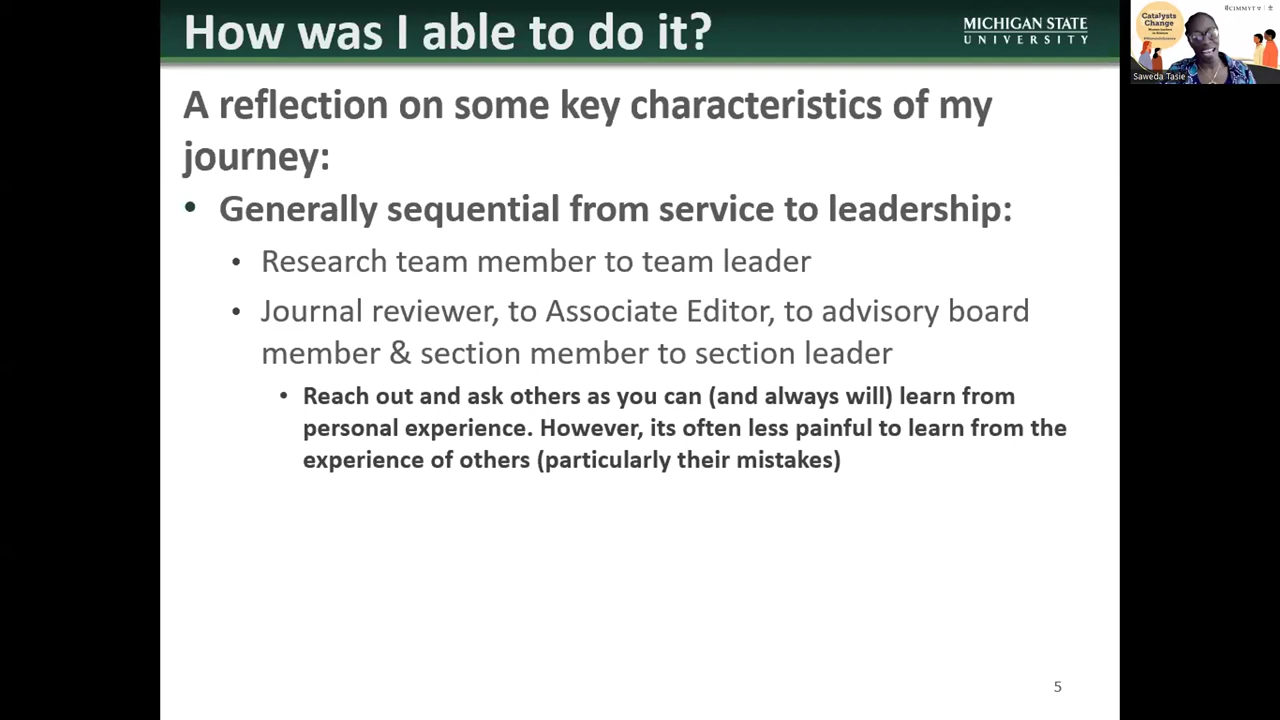 How was I able to do it?
MICHIGAN STATE
UNIVERSITY
A reflection on some key characteristics of my
journey:
• Generally sequential from service to leadership:
• Research team member to team leader
• Journal reviewer, to Associate Editor, to advisory board
member & section member to section leader
• Reach out and ask others as you can (and always will) learn from
personal experience. However, its often less painful to learn from the
experience of others (particularly their mistakes)
5
Catalysts
Change
CIMMYT
Saweda Tasie